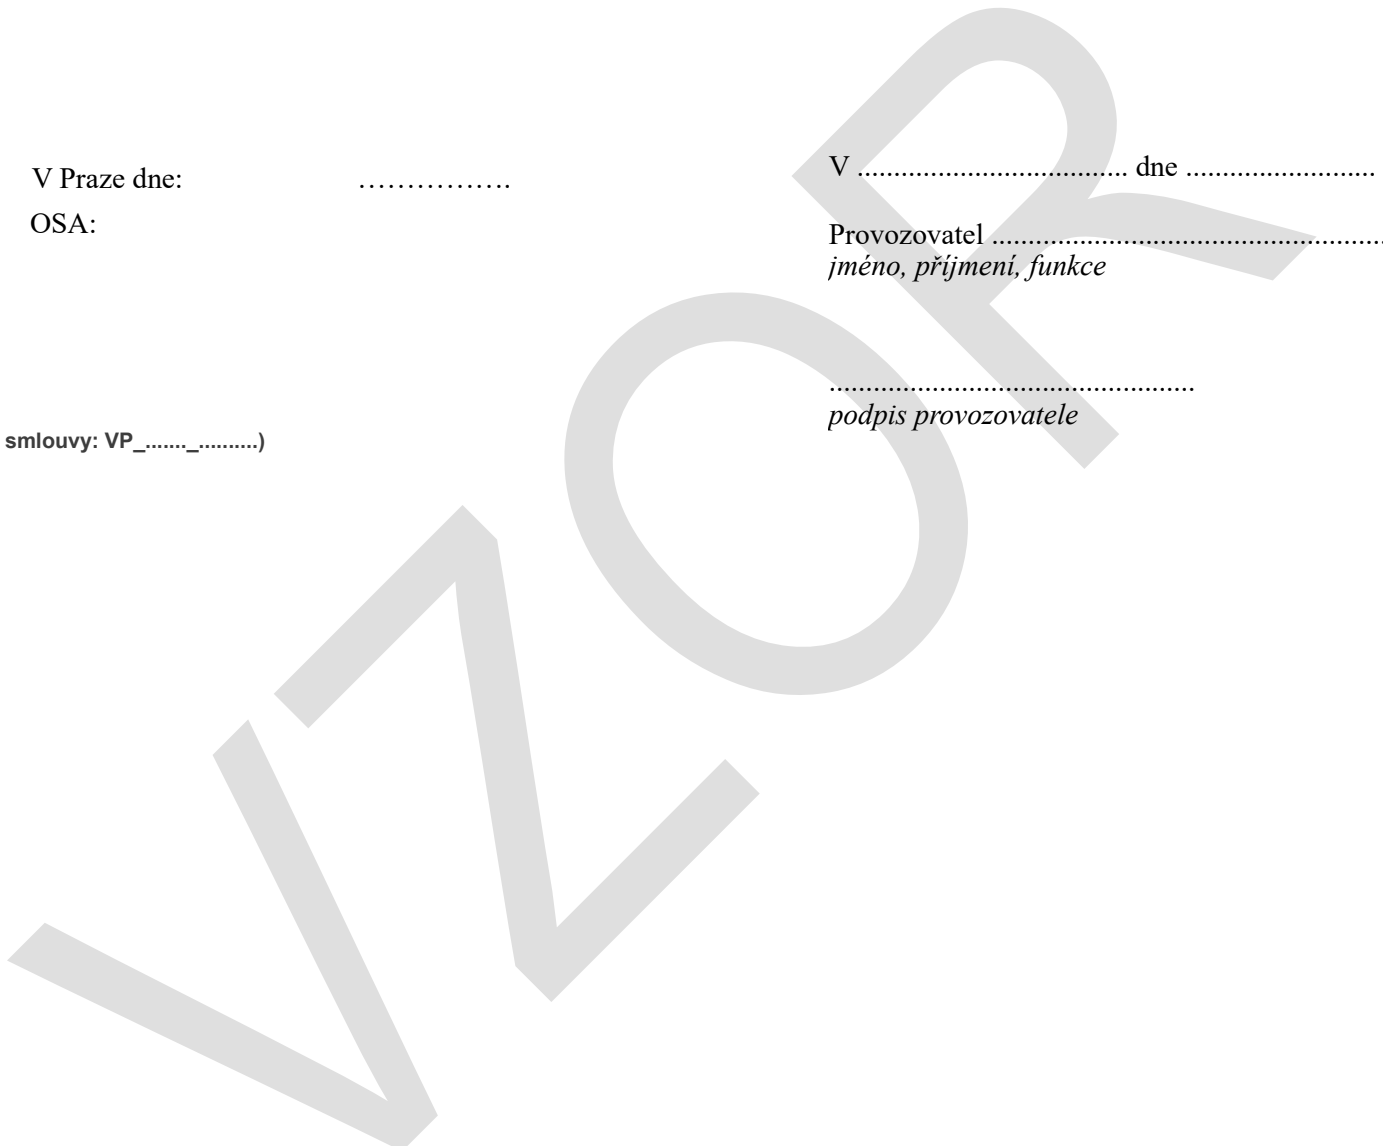 V Praze dne: …………….
OSA:
V ..................................... dne ..........................
Provozovatel ......................................................
jméno, příjmení, funkce
..................................................
podpis provozovatele
smlouvy: VP_......._..........)
VZOR